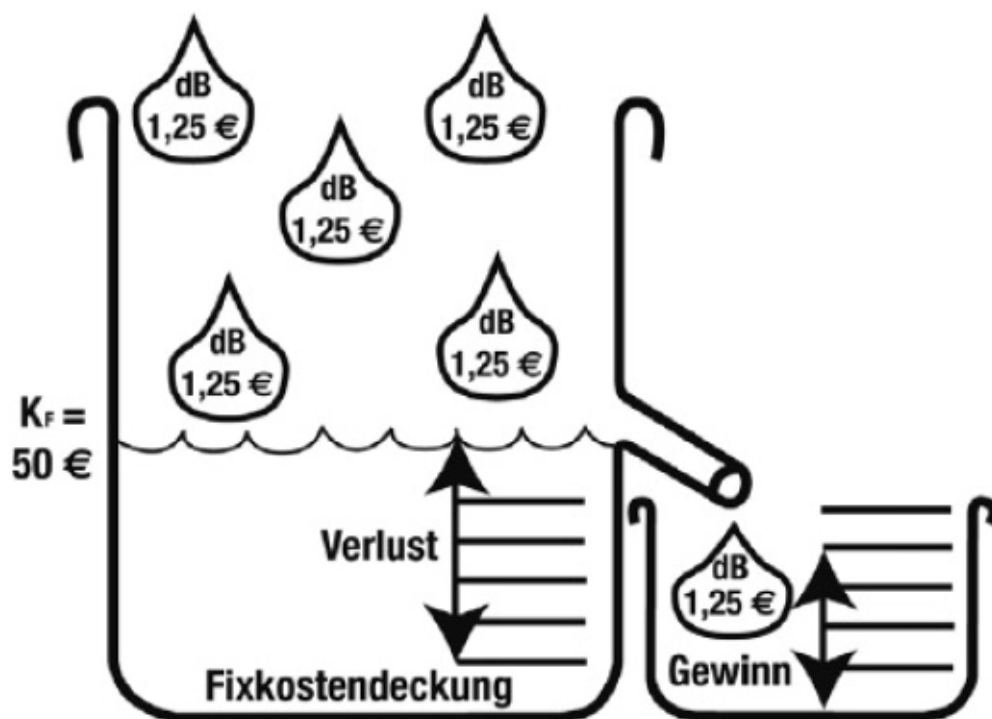 dB
1,25 €
dB
1,25 €
dB
1,25 €
dB
1,25 €
dB
1,25 €
KF =
50 €
Verlust
dB
1,25 €
Gewinn
Fixkostendeckung